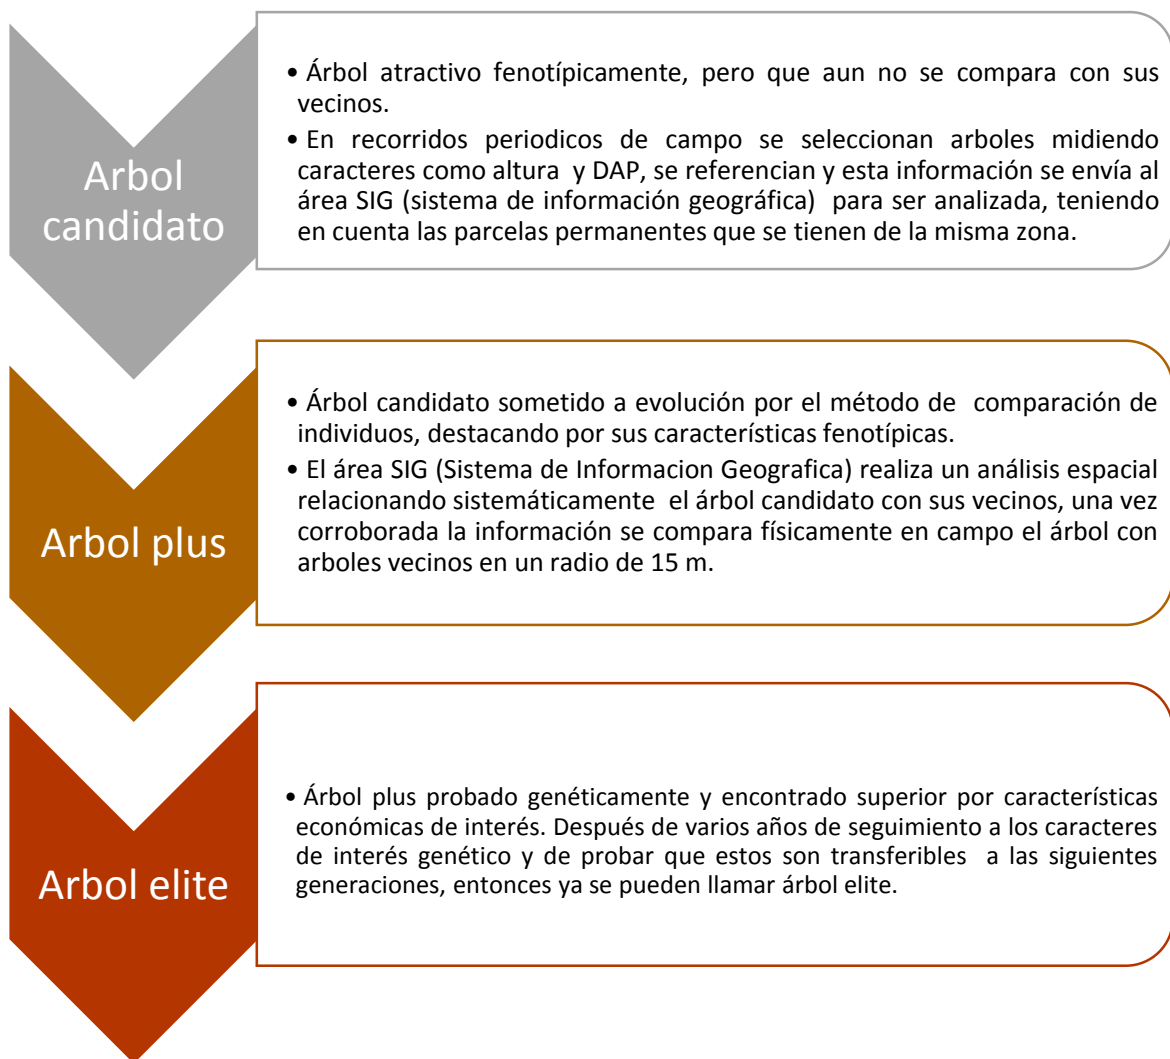 Arbol
candidato
• Árbol atractivo fenotípicamente, pero que aun no se compara con sus
vecinos.
• En recorridos periodicos de campo se seleccionan arboles midiendo
caracteres como altura y DAP, se referencian y esta información se envía al
área SIG (sistema de información geográfica) para ser analizada, teniendo
en cuenta las parcelas permanentes que se tienen de la misma zona.
Arbol plus
• Árbol candidato sometido a evolución por el método de comparación de
individuos, destacando por sus características fenotípicas.
• El área SIG (Sistema de Informacion Geografica) realiza un análisis espacial
relacionando sistemáticamente el árbol candidato con sus vecinos, una vez
corroborada la información se compara físicamente en campo el árbol con
arboles vecinos en un radio de 15 m.
Arbol elite
• Árbol plus probado genéticamente y encontrado superior por características
económicas de interés. Después de varios años de seguimiento a los caracteres
de interés genético y de probar que estos son transferibles a las siguientes
generaciones, entonces ya se pueden llamar árbol elite.